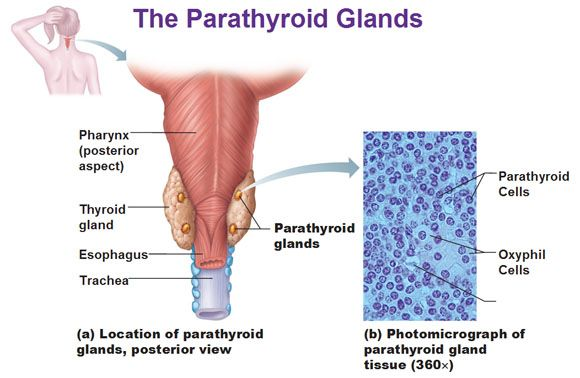 The Parathyroid Glands
Pharynx
(posterior
aspect)
Thyroid
gland
Esophagus
Trachea
Parathyroid
glands
(a) Location of parathyroid
glands, posterior view
Parathyroid
Cells
Oxyphil
Cells
(b) Photomicrograph of
parathyroid gland
tissue (360×)